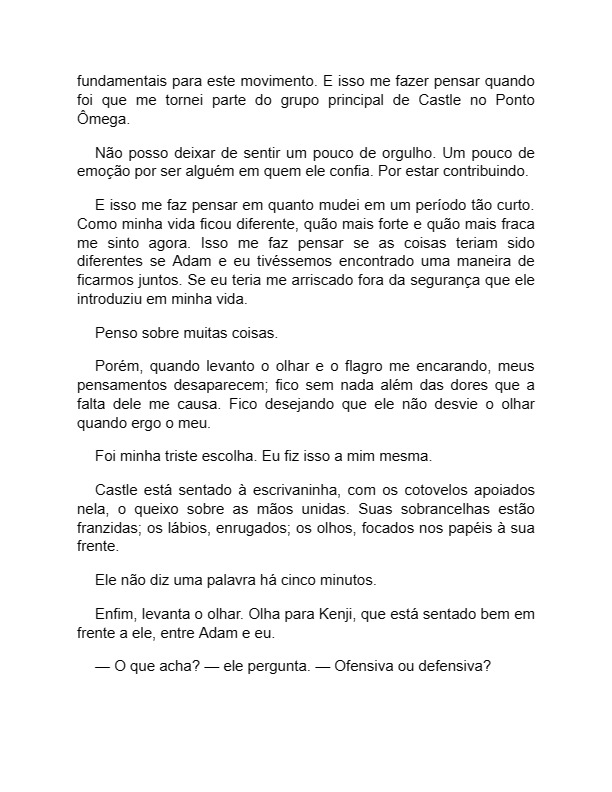 fundamentais para este movimento. E isso me fazer pensar quando
foi que me tornei parte do grupo principal de Castle no Ponto
Ômega.
Não posso deixar de sentir um pouco de orgulho. Um pouco de
emoção por ser alguém em quem ele confia. Por estar contribuindo.
E isso me faz pensar em quanto mudei em um período tão curto.
Como minha vida ficou diferente, quão mais forte e quão mais fraca
me sinto agora. Isso me faz pensar se as coisas teriam sido
diferentes se Adam e eu tivéssemos encontrado uma maneira de
ficarmos juntos. Se eu teria me arriscado fora da segurança que ele
introduziu em minha vida.
Penso sobre muitas coisas.
Porém, quando levanto o olhar e o flagro me encarando, meus
pensamentos desaparecem; fico sem nada além das dores que a
falta dele me causa. Fico desejando que ele não desvie o olhar
quando ergo o meu.
Foi minha triste escolha. Eu fiz isso a mim mesma.
Castle está sentado à escrivaninha, com os cotovelos apoiados
nela, o queixo sobre as mãos unidas. Suas sobrancelhas estão
franzidas; os lábios, enrugados; os olhos, focados nos papéis à sua
frente.
Ele não diz uma palavra há cinco minutos.
Enfim, levanta o olhar. Olha para Kenji, que está sentado bem em
frente a ele, entre Adam e eu.
— O que acha? — ele pergunta. — Ofensiva ou defensiva?